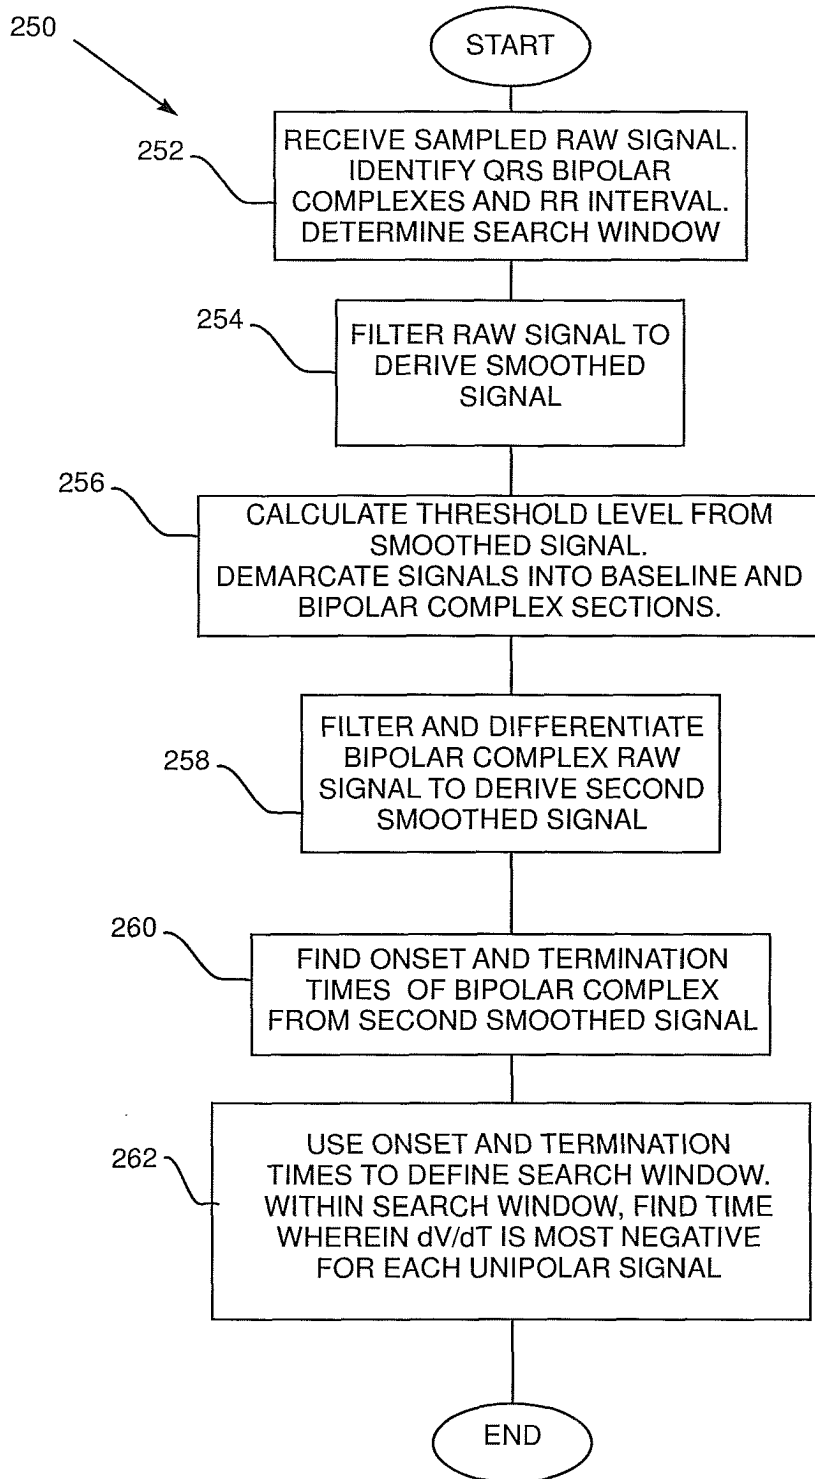 250
START
252
RECEIVE SAMPLED RAW SIGNAL.
IDENTIFY QRS BIPOLAR
COMPLEXES AND RR INTERVAL.
DETERMINE SEARCH WINDOW
254
FILTER RAW SIGNAL TO
DERIVE SMOOTHED
SIGNAL
256
CALCULATE THRESHOLD LEVEL FROM
SMOOTHED SIGNAL.
DEMARCATE SIGNALS INTO BASELINE AND
BIPOLAR COMPLEX SECTIONS.
258
FILTER AND DIFFERENTIATE
BIPOLAR COMPLEX RAW
SIGNAL TO DERIVE SECOND
SMOOTHED SIGNAL
260
FIND ONSET AND TERMINATION
TIMES OF BIPOLAR COMPLEX
FROM SECOND SMOOTHED SIGNAL
262
USE ONSET AND TERMINATION
TIMES TO DEFINE SEARCH WINDOW.
WITHIN SEARCH WINDOW, FIND TIME
WHEREIN dV/dT IS MOST NEGATIVE
FOR EACH UNIPOLAR SIGNAL
END